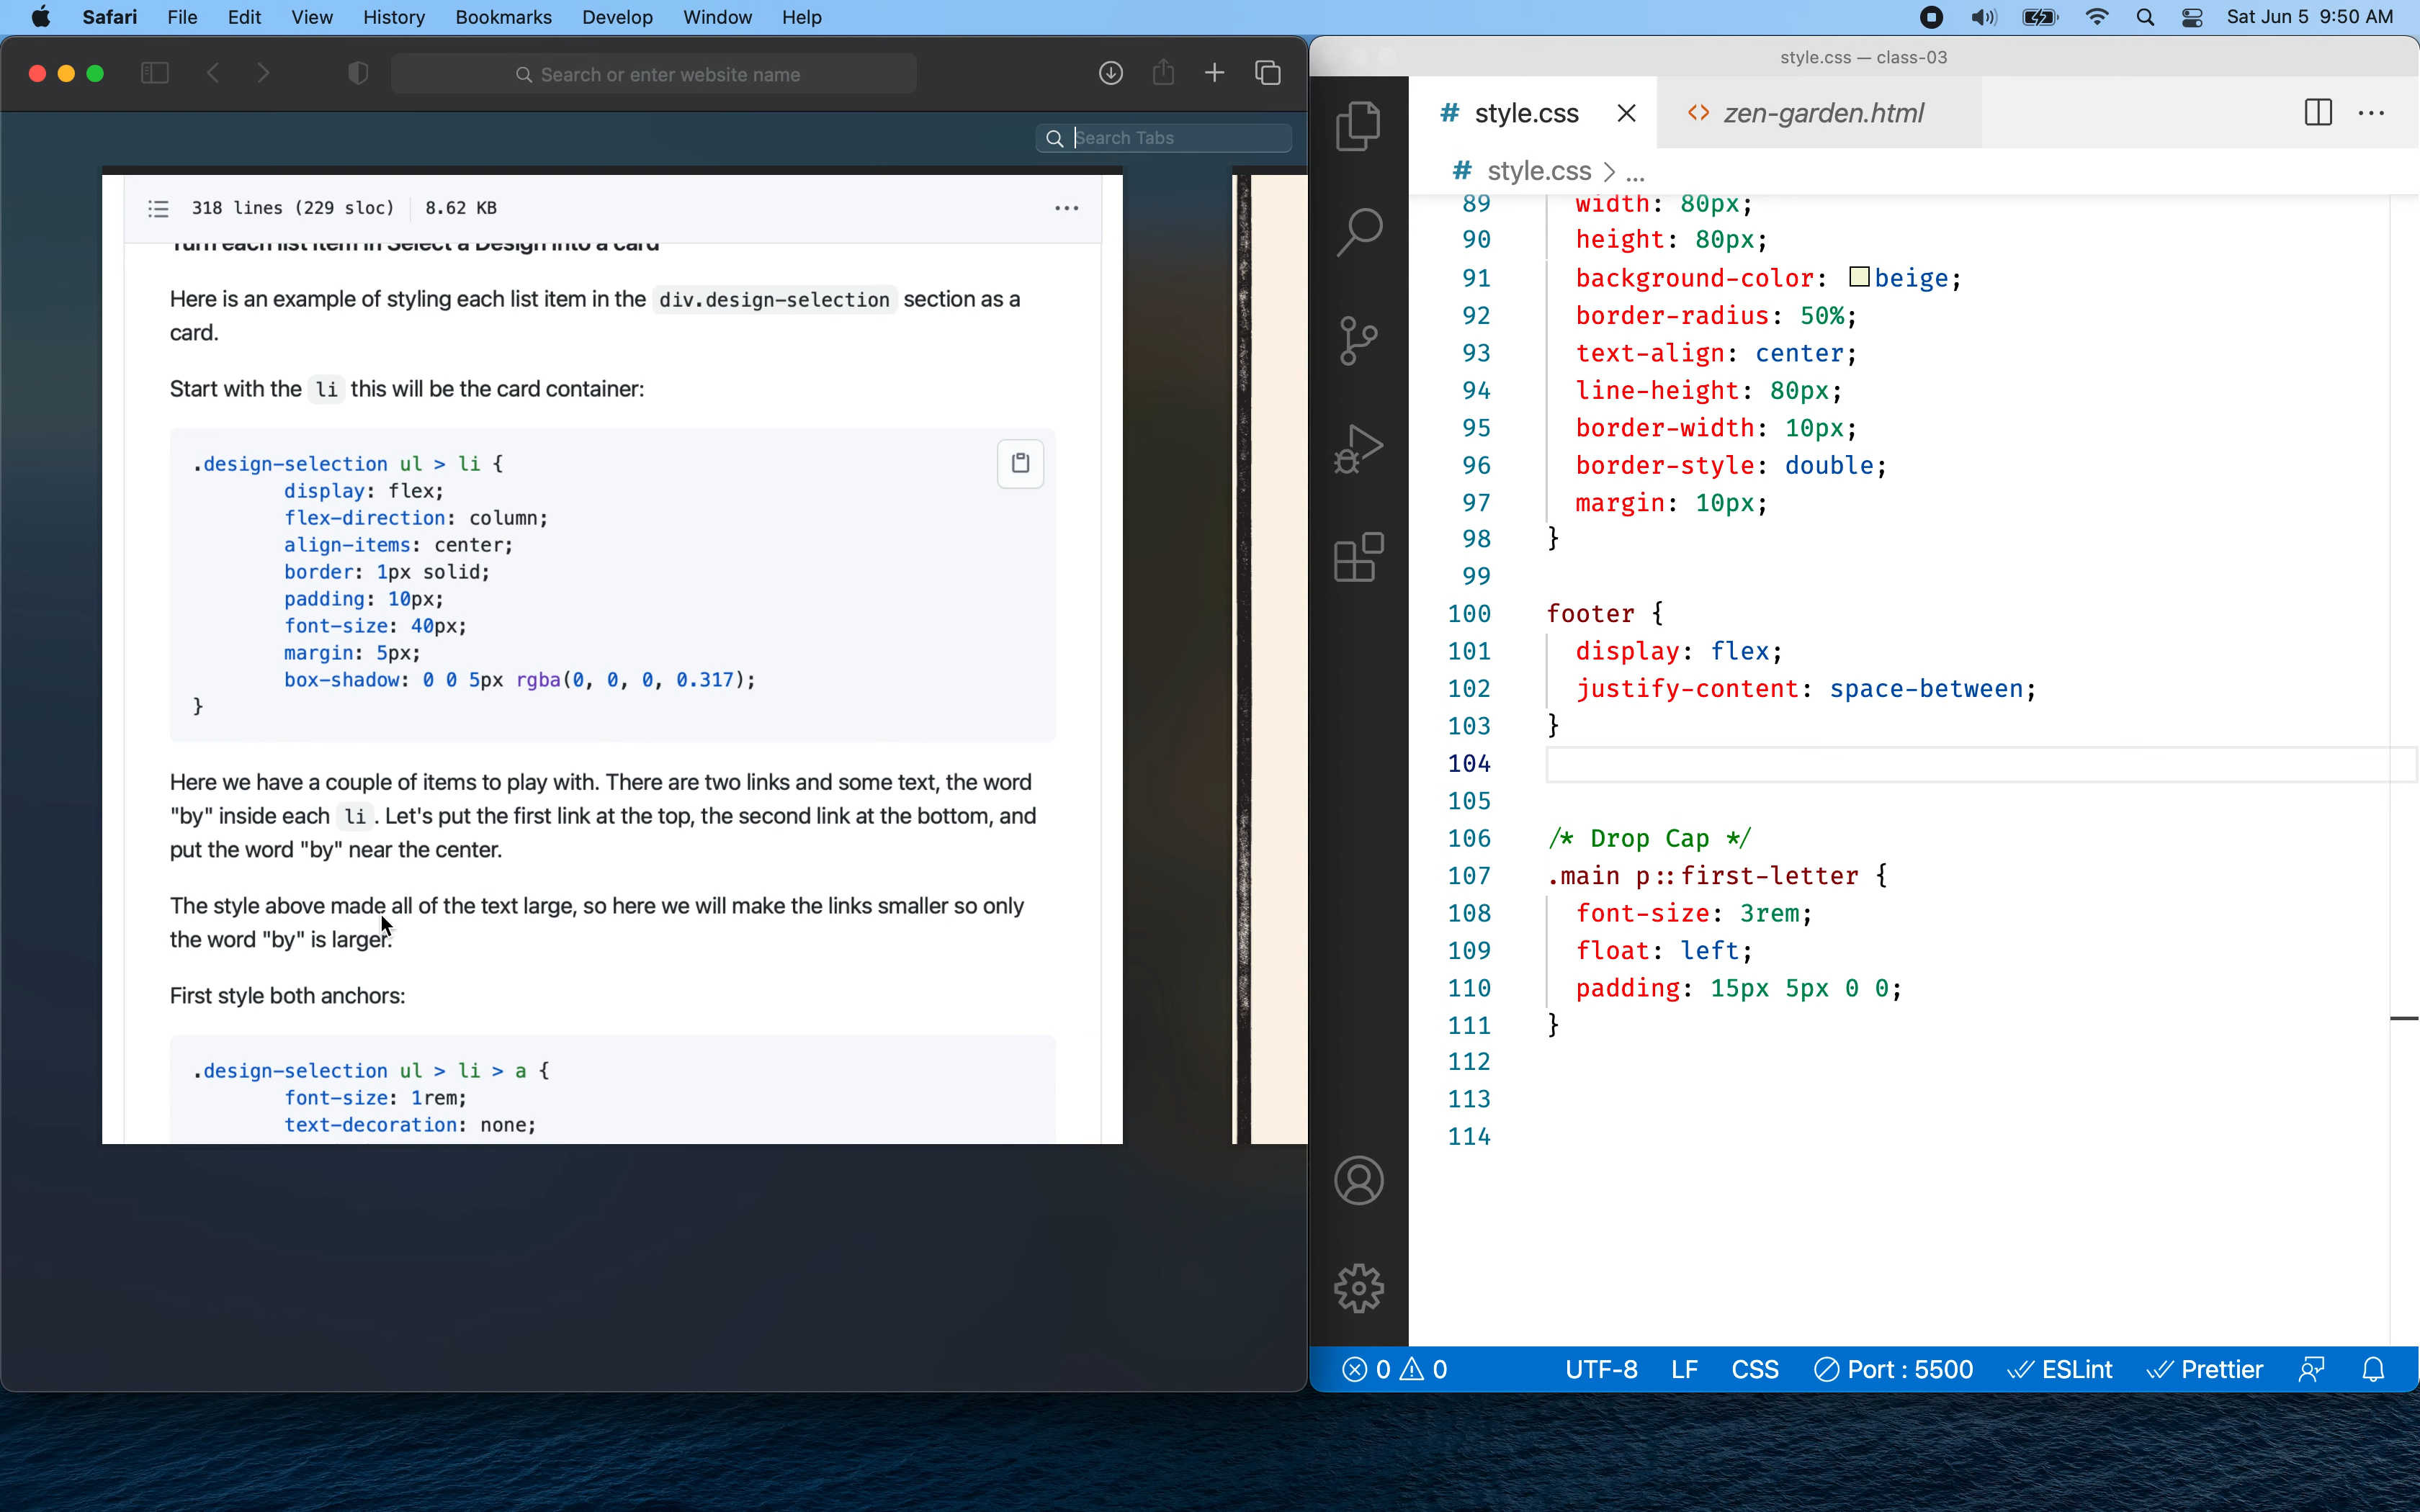 Safari File Edit View History Bookmarks Develop Window Help
Sat Jun 5 9:50 AM
Search or enter website name
Search Tabs
318 lines (229 sloc) 8.62 KB
Turn each list item in Select a Design into a card
Here is an example of styling each list item in the div.design-selection section as a
card.
Start with the li this will be the card container:
.design-selection ul > li {
display: flex;
flex-direction: column;
align-items: center;
border: 1px solid;
padding: 10px;
font-size: 40px;
margin: 5px;
box-shadow: 0 0 5px rgba(0, 0, 0, 0.317);
}
Here we have a couple of items to play with. There are two links and some text, the word
"by" inside each li. Let's put the first link at the top, the second link at the bottom, and
put the word "by" near the center.
The style above made all of the text large, so here we will make the links smaller so only
the word "by" is larger.
First style both anchors:
.design-selection ul > li > a {
font-size: 1rem;
text-decoration: none;
style.css — class-03
# style.css
<> zen-garden.html
# style.css > ...
89 width: 80px;
90 height: 80px;
91 background-color: beige;
92 border-radius: 50%;
93 text-align: center;
94 line-height: 80px;
95 border-width: 10px;
96 border-style: double;
97 margin: 10px;
98 }
99
100 footer {
101 display: flex;
102 justify-content: space-between;
103 }
104
105
106 /* Drop Cap */
107 .main p::first-letter {
108 font-size: 3rem;
109 float: left;
110 padding: 15px 5px 0 0;
111 }
112
113
114
0 0 UTF-8 LF CSS Port : 5500 ESLint Prettier